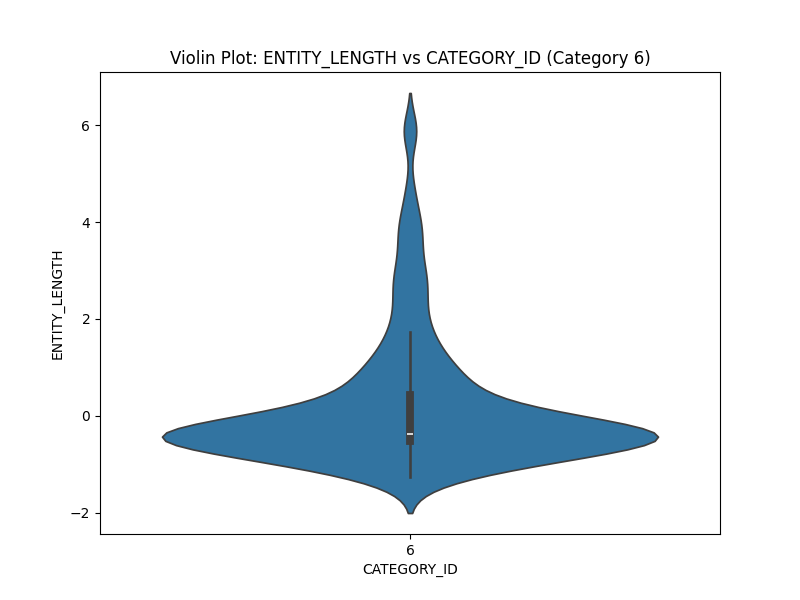 Violin Plot: ENTITY_LENGTH vs CATEGORY_ID (Category 6)
6
4
2
0
−2
ENTITY_LENGTH
6
CATEGORY_ID